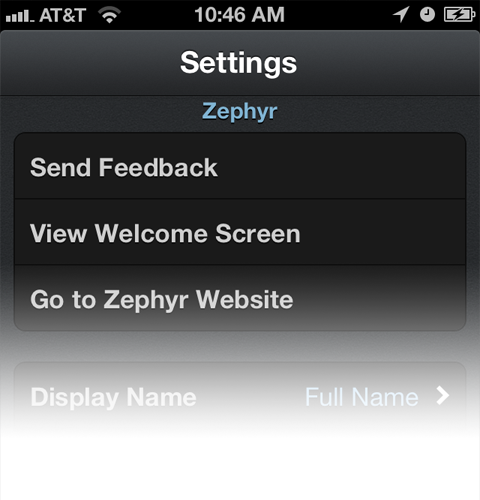 AT&T 10:46 AM
Settings
Zephyr
Send Feedback
View Welcome Screen
Go to Zephyr Website
Display Name Full Name